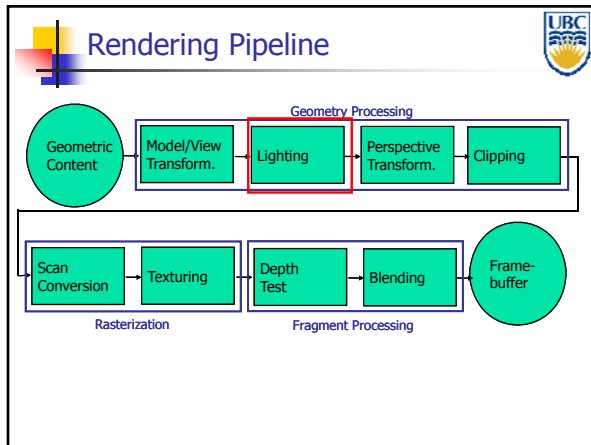 Rendering Pipeline
UBC
Geometry Processing
Geometric
Content
Model/View
Transform.
Lighting
Perspective
Transform.
Clipping
Scan
Conversion
Texturing
Depth
Test
Blending
Frame-
buffer
Rasterization
Fragment Processing